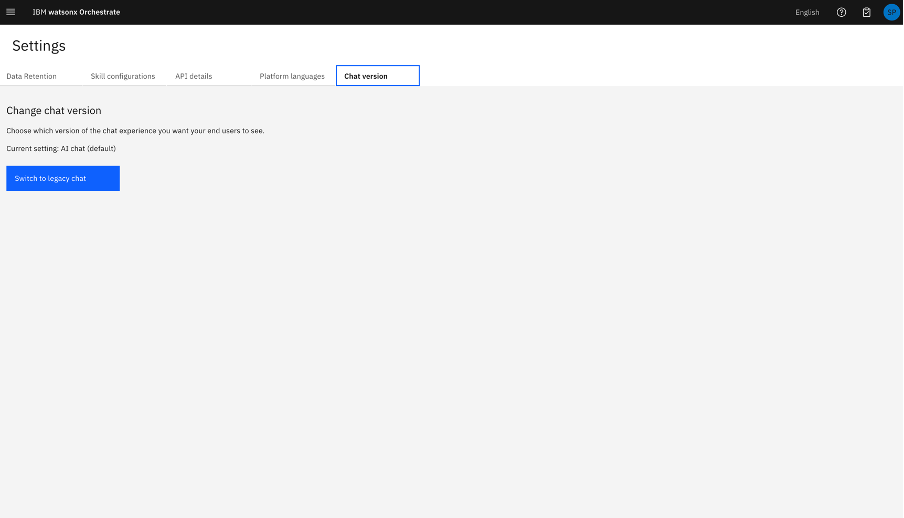 IBM watsonx Orchestrate
English
SP
Settings
Data Retention
Skill configurations
API details
Platform languages
Chat version
Change chat version
Choose which version of the chat experience you want your end users to see.
Current setting: AI chat (default)
Switch to legacy chat